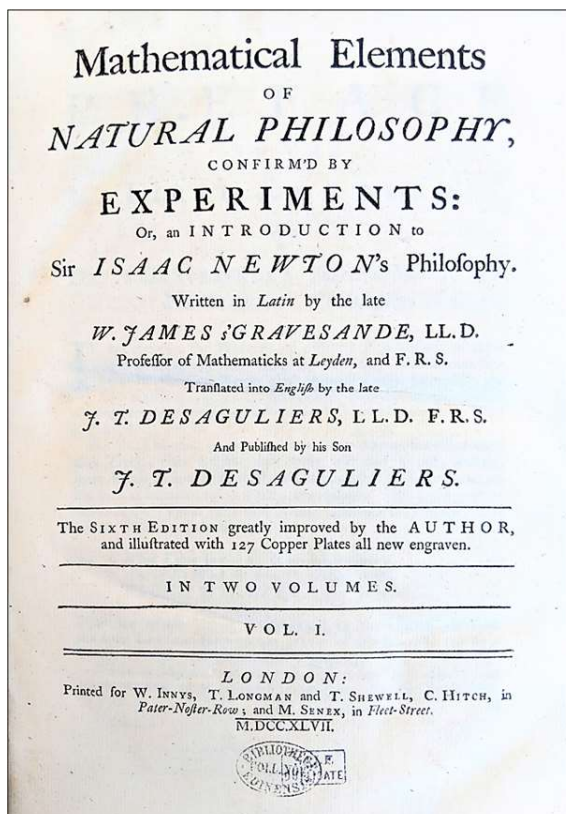 Mathematical Elements
OF
NATURAL PHILOSOPHY,
CONFIRM'D BY
EXPERIMENTS:
Or, an INTRODUCTION to
Sir ISAAC NEWTON's Philoſophy.
Written in Latin by the late
W. JAMES s'GRAVESANDE, LL. D.
Profeſſor of Mathematicks at Leyden, and F. R. S.
Tranſlated into Engliſh by the late
J. T. DESAGULIERS, LL. D. F. R. S.
And Publiſhed by his Son
J. T. DESAGULIERS.
The SIXTH EDITION greatly improved by the AUTHOR,
and illuſtrated with 127 Copper Plates all new engraven.
IN TWO VOLUMES.
VOL. I.
LONDON:
Printed for W. INNYS, T. LONGMAN and T. SHEWELL, C. HITCH, in
Pater-Noſter-Row; and M. SENEX, in Fleet-Street.
M.DCC.XLVII.